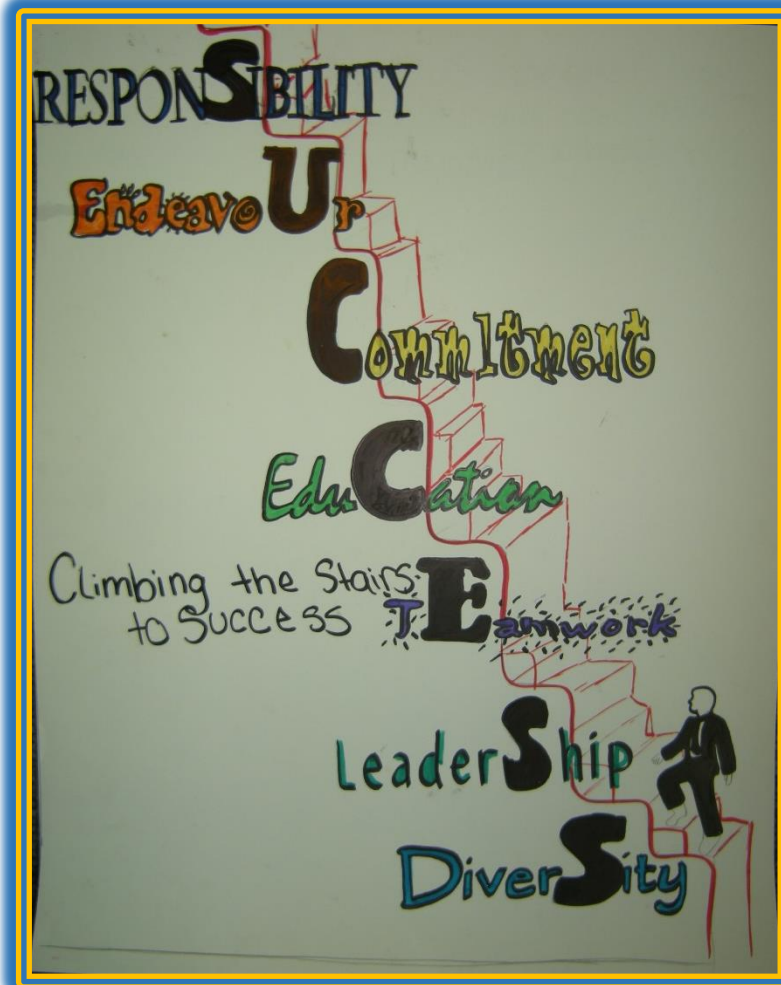 RESPONSIBILITY
EndeavoUr
CommItment
EduCation
Climbing the Stairs
to Success
TEamwork
LeaderShip
DiverSity